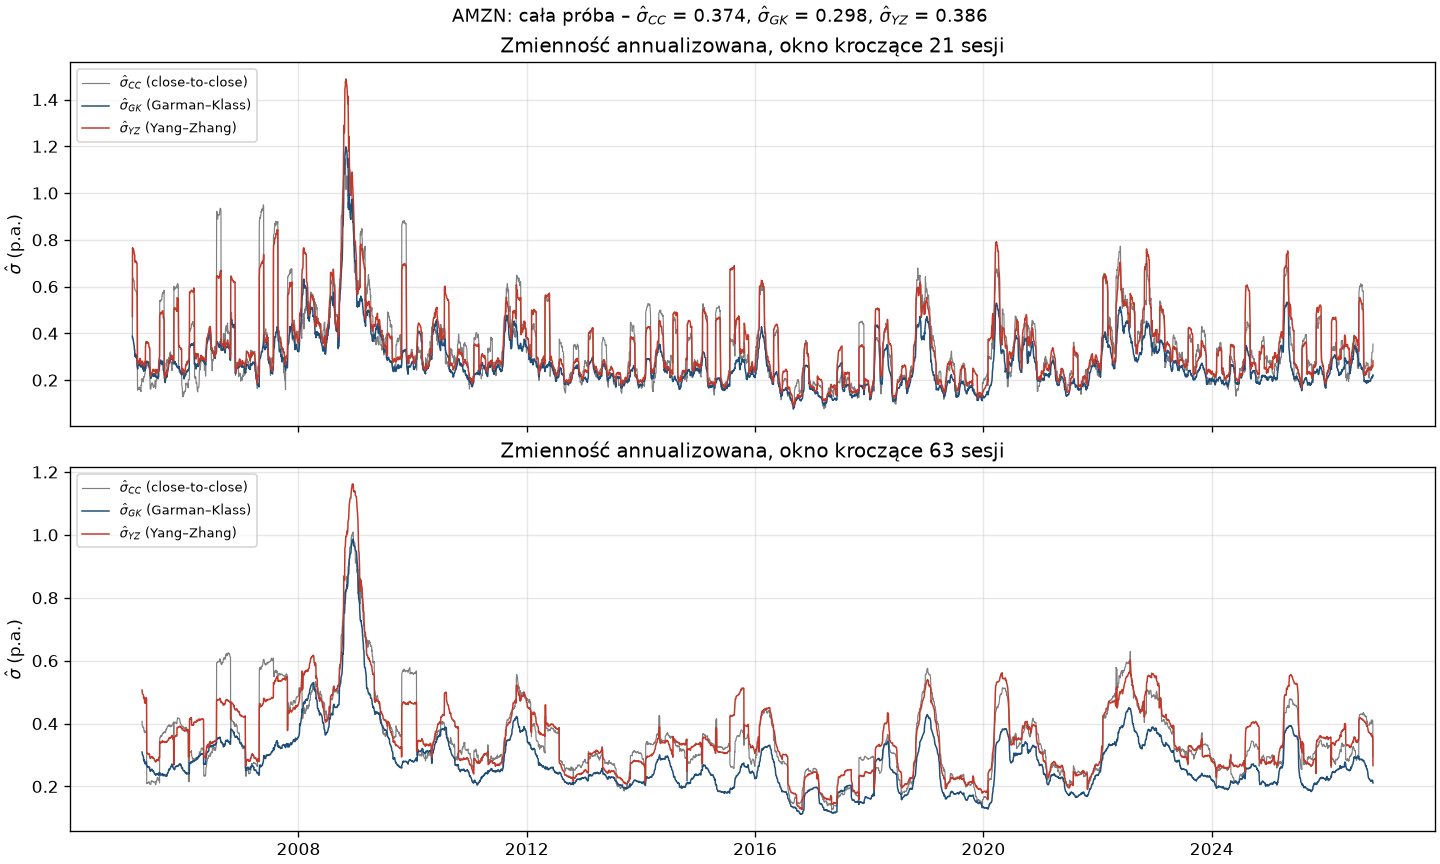 AMZN: cała próba – σ̂_CC = 0.374, σ̂_GK = 0.298, σ̂_YZ = 0.386
Zmienność annualizowana, okno kroczące 21 sesji
σ̂_CC (close-to-close)
σ̂_GK (Garman–Klass)
σ̂_YZ (Yang–Zhang)
σ̂ (p.a.)
1.4
1.2
1.0
0.8
0.6
0.4
0.2
Zmienność annualizowana, okno kroczące 63 sesji
σ̂_CC (close-to-close)
σ̂_GK (Garman–Klass)
σ̂_YZ (Yang–Zhang)
σ̂ (p.a.)
1.2
1.0
0.8
0.6
0.4
0.2
2008 2012 2016 2020 2024